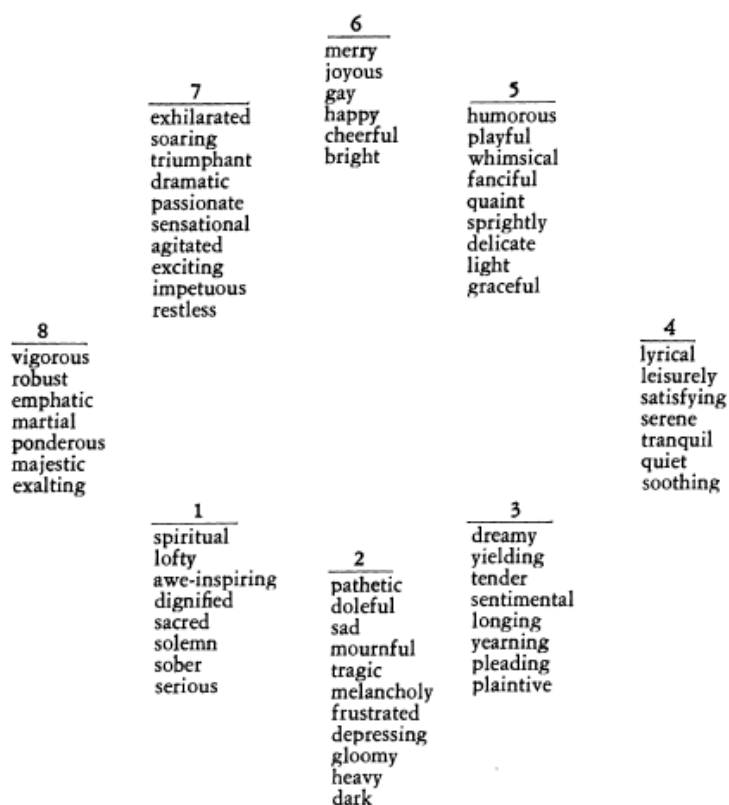 6
merry
joyous
gay
happy
cheerful
bright
7
exhilarated
soaring
triumphant
dramatic
passionate
sensational
agitated
exciting
impetuous
restless
5
humorous
playful
whimsical
fanciful
quaint
sprightly
delicate
light
graceful
8
vigorous
robust
emphatic
martial
ponderous
majestic
exalting
4
lyrical
leisurely
satisfying
serene
tranquil
quiet
soothing
1
spiritual
lofty
awe-inspiring
dignified
sacred
solemn
sober
serious
2
pathetic
doleful
sad
mournful
tragic
melancholy
frustrated
depressing
gloomy
heavy
dark
3
dreamy
yielding
tender
sentimental
longing
yearning
pleading
plaintive